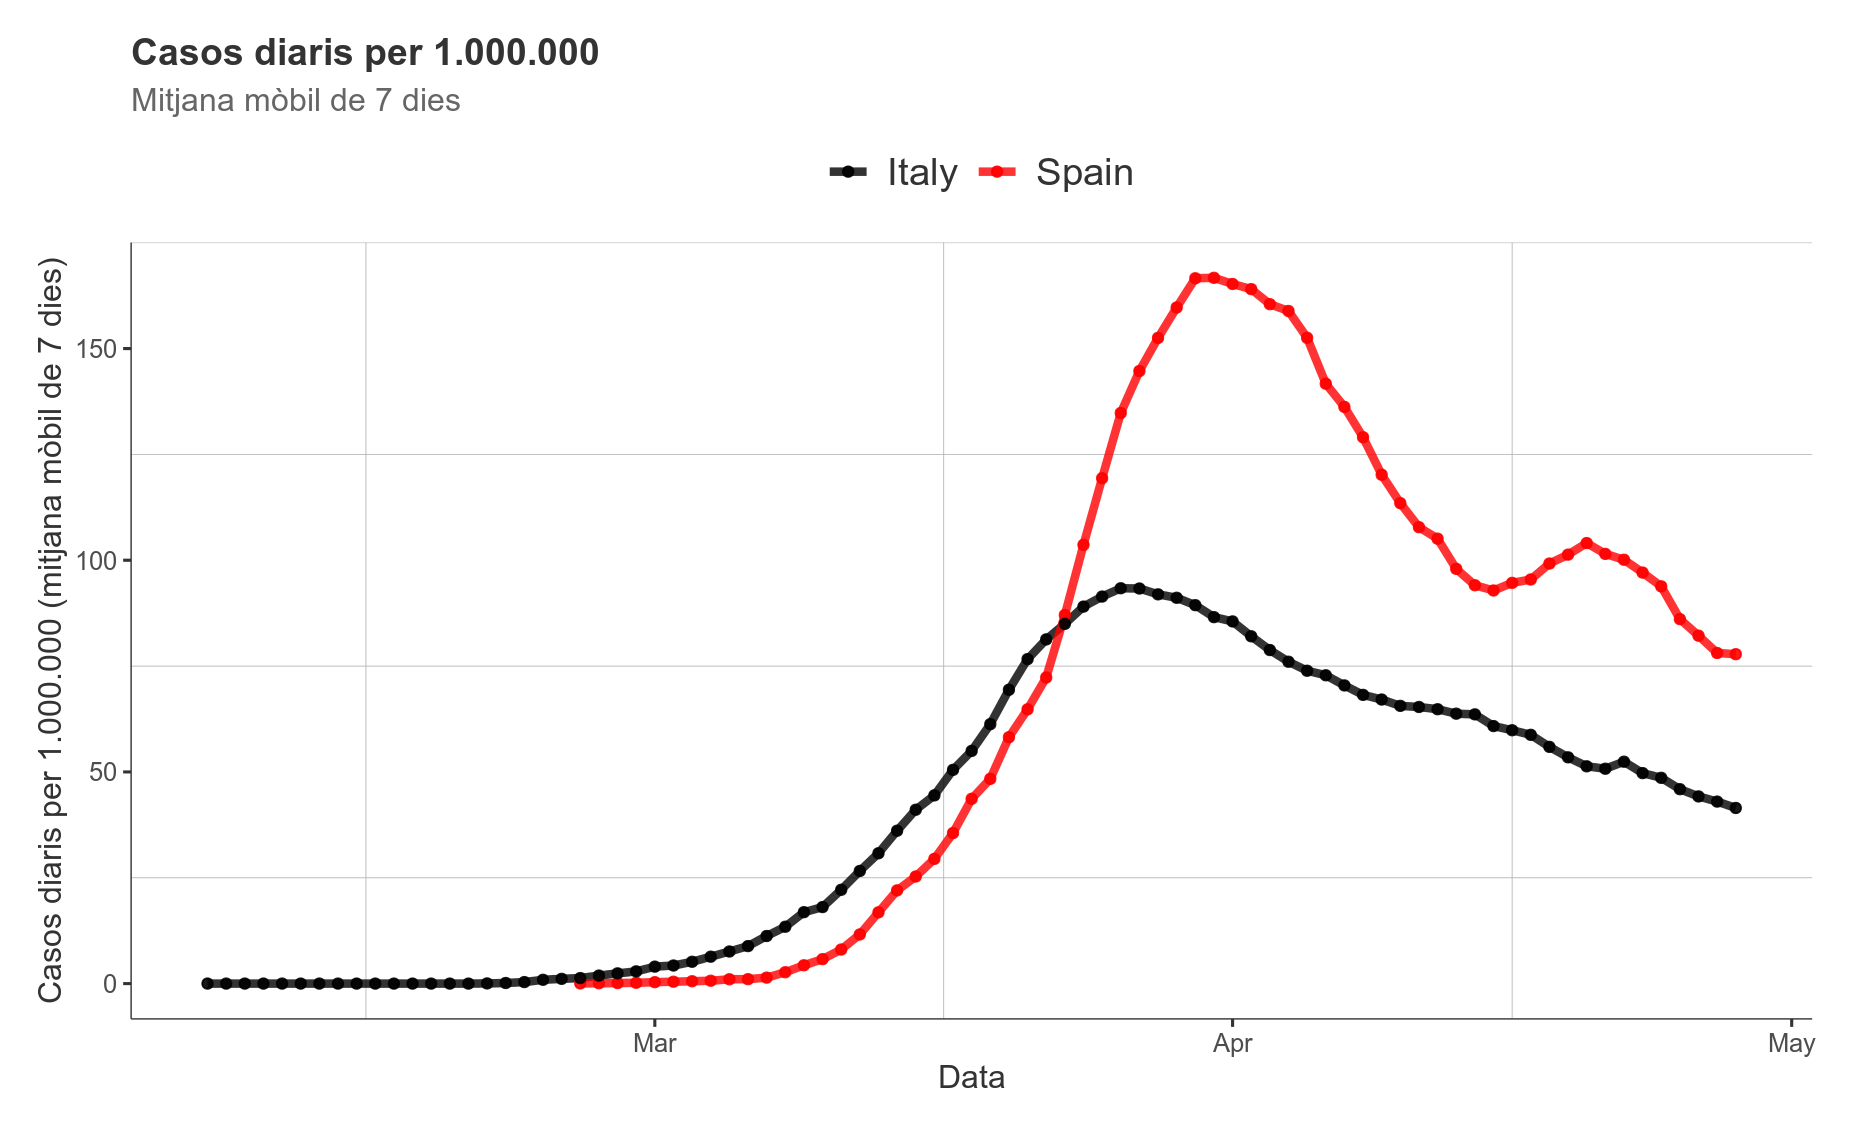 Casos diaris per 1.000.000
Mitjana mòbil de 7 dies
Italy Spain
Casos diaris per 1.000.000 (mitjana mòbil de 7 dies)
150
100
50
0
Mar Apr May
Data